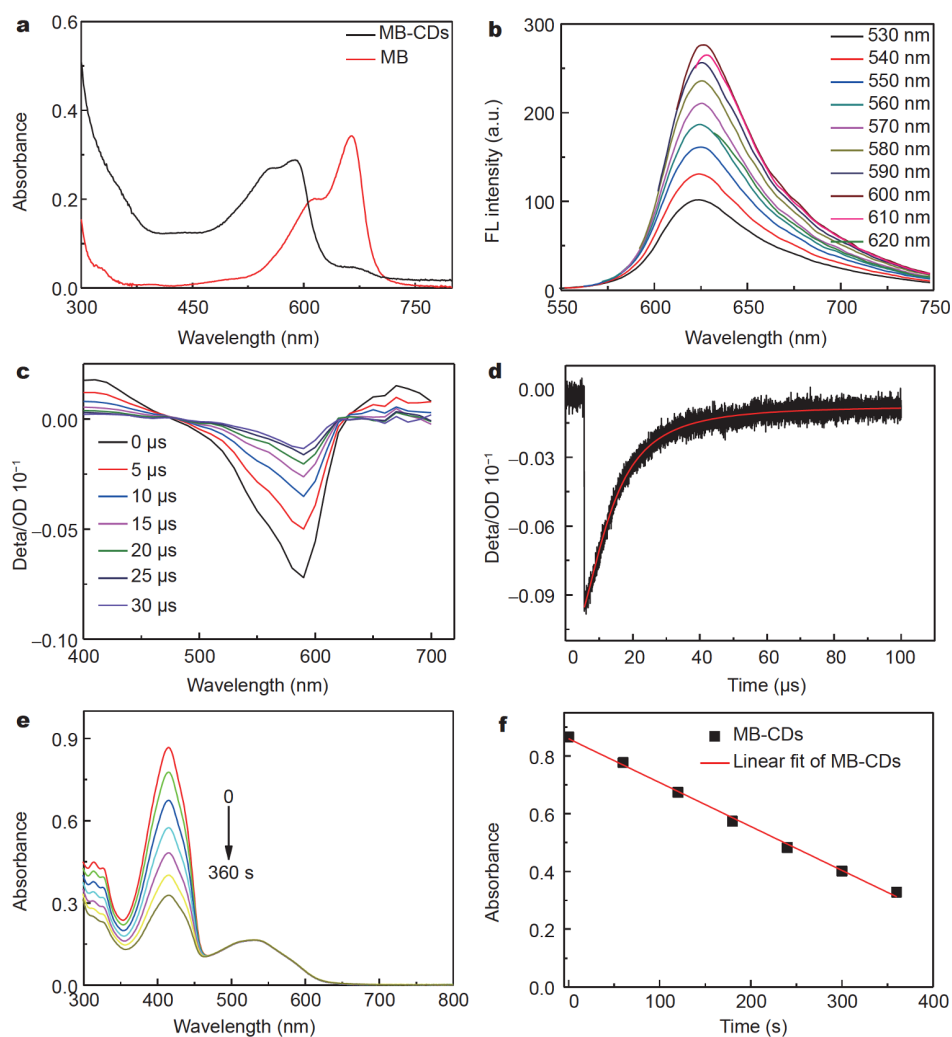 a
0.6
0.4
0.2
0.0
Absorbance
MB-CDs
MB
300
450
600
750
Wavelength (nm)
b
300
200
100
0
FL intensity (a.u.)
530 nm
540 nm
550 nm
560 nm
570 nm
580 nm
590 nm
600 nm
610 nm
620 nm
550
600
650
700
750
Wavelength (nm)
c
0.00
−0.05
−0.10
Deta/OD 10⁻¹
0 µs
5 µs
10 µs
15 µs
20 µs
25 µs
30 µs
400
500
600
700
Wavelength (nm)
d
0.00
−0.03
−0.06
−0.09
Deta/OD 10⁻¹
0
20
40
60
80
100
Time (µs)
e
0.9
0.6
0.3
0.0
Absorbance
0
360 s
300
400
500
600
700
800
Wavelength (nm)
f
0.8
0.6
0.4
0.2
0.0
Absorbance
MB-CDs
Linear fit of MB-CDs
0
100
200
300
400
Time (s)